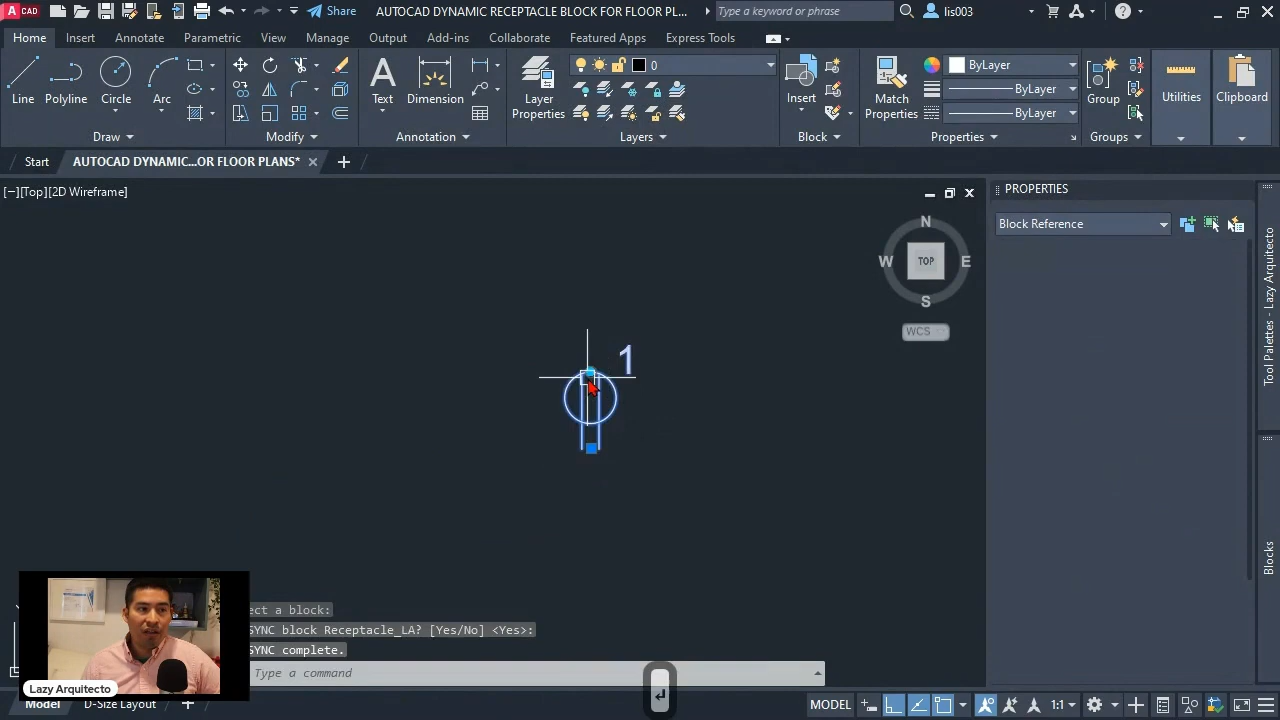 CAD
Share
AUTOCAD DYNAMIC RECEPTACLE BLOCK FOR FLOOR PL...
Type a keyword or phrase
lis003
Home
Insert
Annotate
Parametric
View
Manage
Output
Add-ins
Collaborate
Featured Apps
Express Tools
Line
Polyline
Circle
Arc
Text
Dimension
Layer Properties
0
Insert
Match Properties
ByLayer
ByLayer
ByLayer
Group
Utilities
Clipboard
Draw
Modify
Annotation
Layers
Block
Properties
Groups
Start
AUTOCAD DYNAMIC...OR FLOOR PLANS*
[−][Top][2D Wireframe]
N
W
TOP
E
S
WCS
PROPERTIES
Block Reference
Tool Palettes - Lazy Arquitecto
Blocks
1
ect a block:
SYNC block Receptacle_LA? [Yes/No] <Yes>:
SYNC complete.
Type a command
Lazy Arquitecto
Model
D-Size Layout
MODEL
1:1